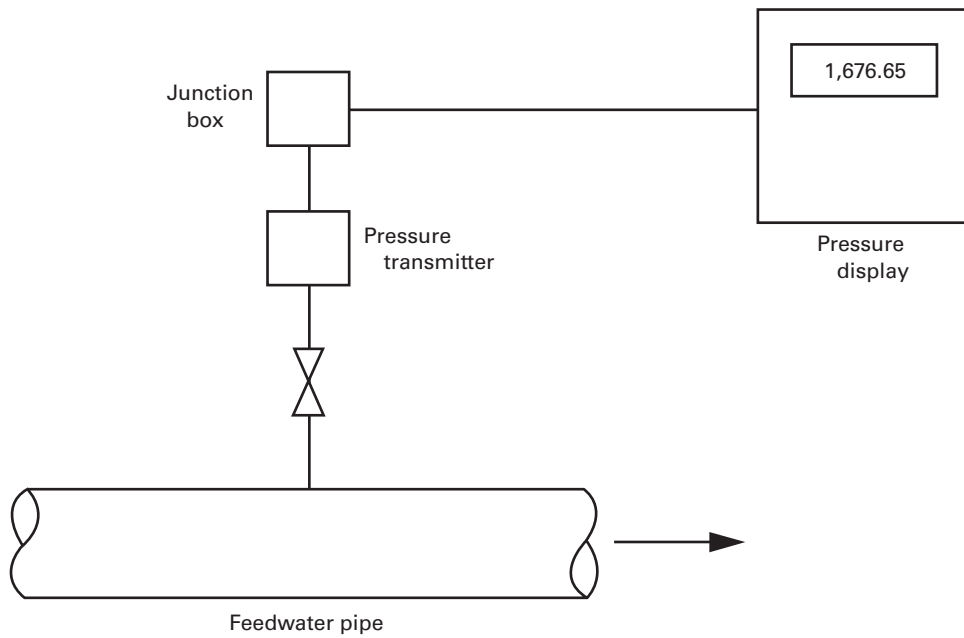 1,676.65
Junction
box
Pressure
transmitter
Pressure
display
Feedwater pipe